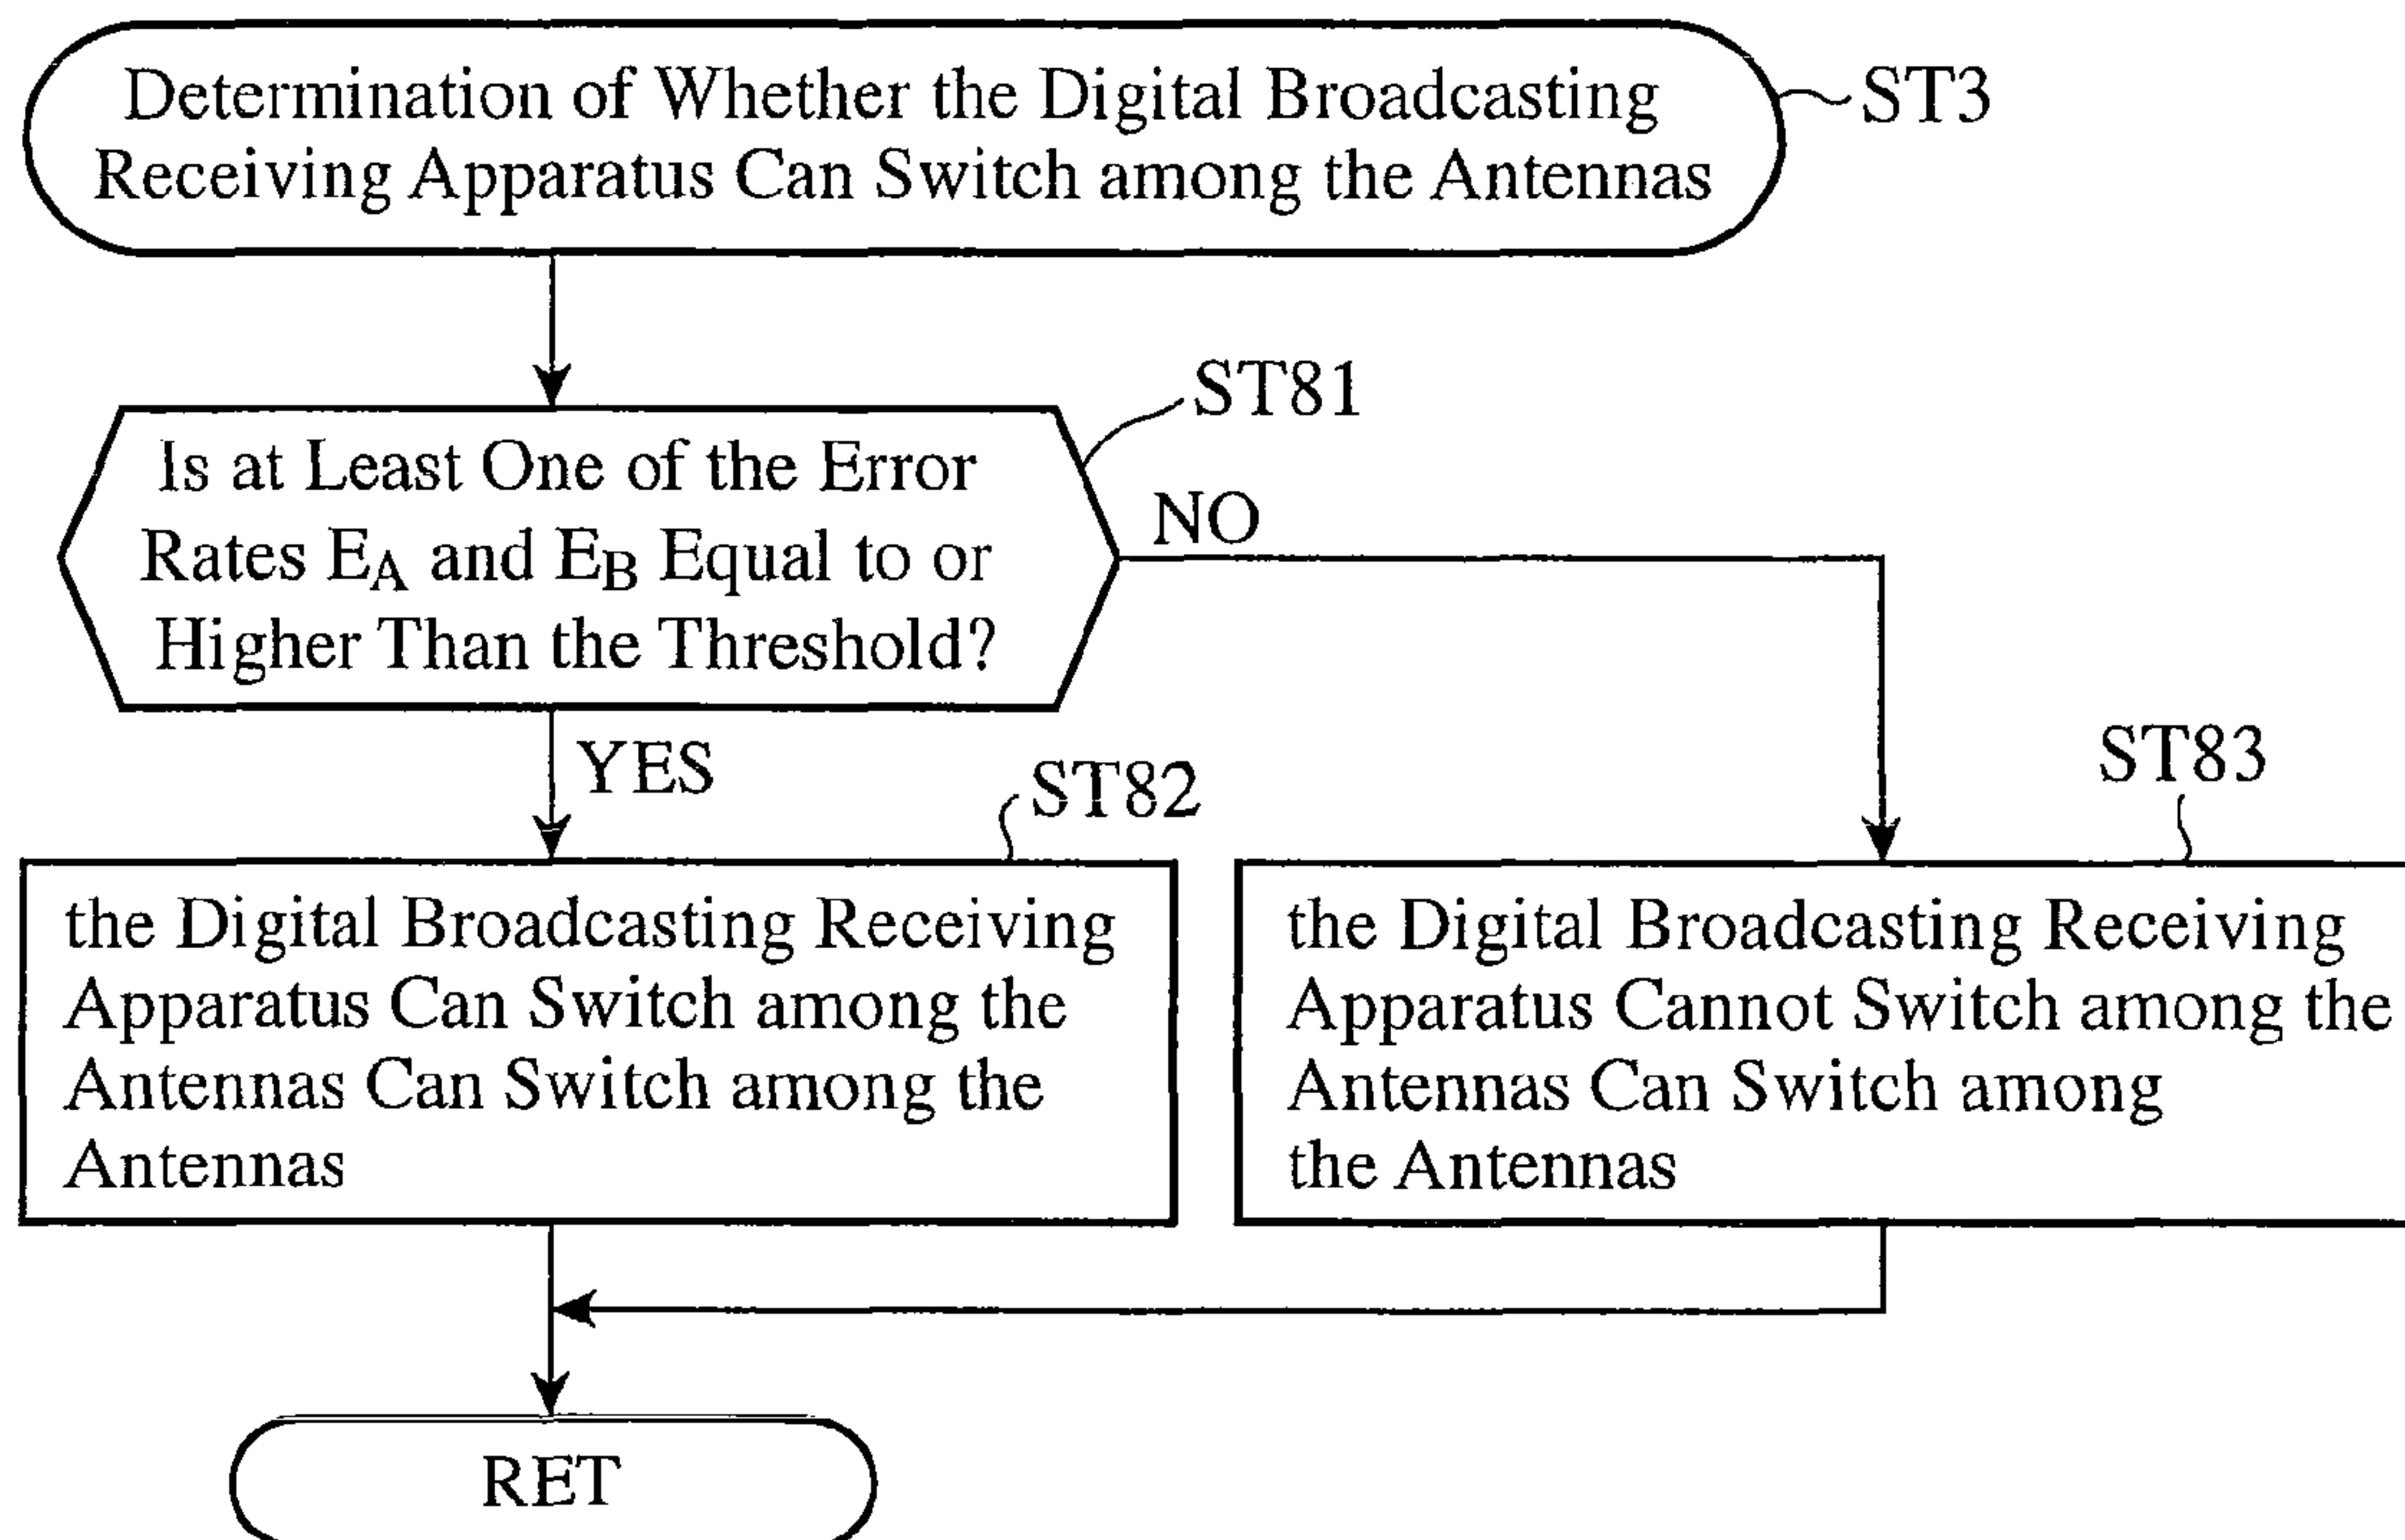 Determination of Whether the Digital Broadcasting
Receiving Apparatus Can Switch among the Antennas
ST3
ST81
Is at Least One of the Error
Rates EA and EB Equal to or
Higher Than the Threshold?
NO
YES
ST82
ST83
the Digital Broadcasting Receiving
Apparatus Can Switch among the
Antennas Can Switch among the
Antennas
the Digital Broadcasting Receiving
Apparatus Cannot Switch among the
Antennas Can Switch among
the Antennas
RET